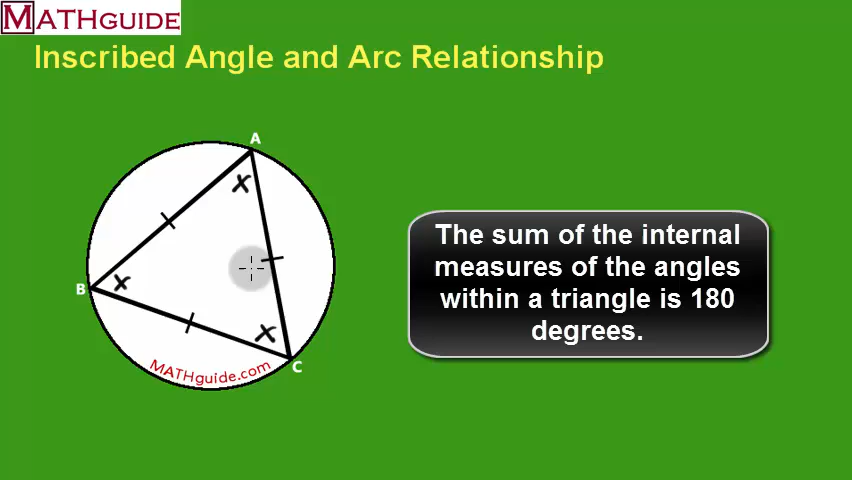 MATHGUIDE
Inscribed Angle and Arc Relationship
A
x
B
x
x
C
MATHguide.com
The sum of the internal
measures of the angles
within a triangle is 180
degrees.